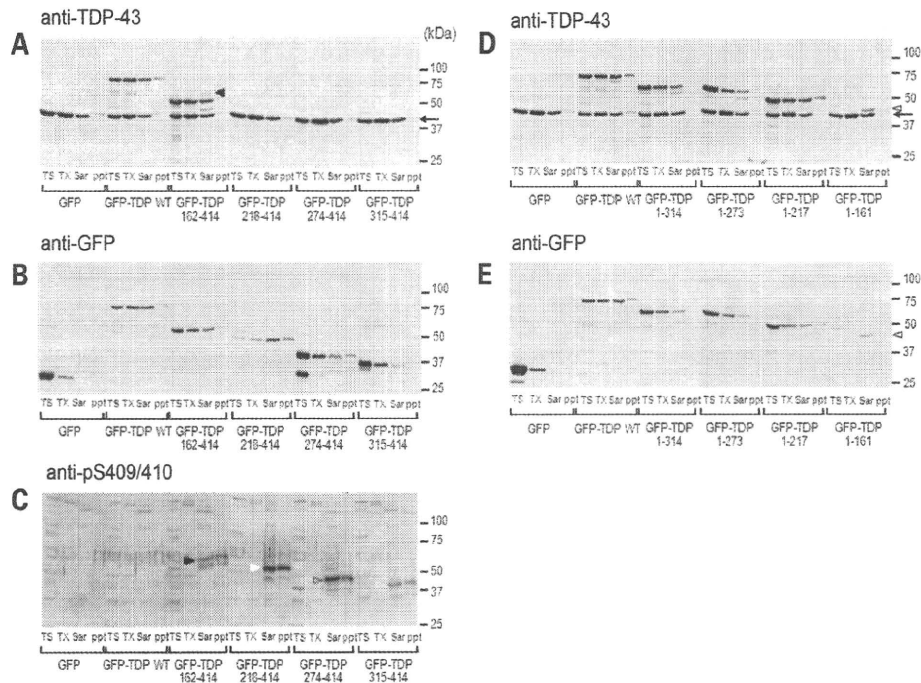 anti-TDP-43
A
(kDa)
100
75
50
37
25
TS TX Sar ppt TS TX Sar ppt TS TX Sar ppt TS TX Sar ppt TS TX Sar ppt TS TX Sar ppt
GFP GFP-TDP WT GFP-TDP 162-414 GFP-TDP 218-414 GFP-TDP 274-414 GFP-TDP 315-414
anti-GFP
B
100
75
50
37
25
TS TX Sar ppt TS TX Sar ppt TS TX Sar ppt TS TX Sar ppt TS TX Sar ppt TS TX Sar ppt
GFP GFP-TDP WT GFP-TDP 162-414 GFP-TDP 218-414 GFP-TDP 274-414 GFP-TDP 315-414
anti-pS409/410
C
100
75
50
37
25
TS TX Sar ppt TS TX Sar ppt TS TX Sar ppt TS TX Sar ppt TS TX Sar ppt TS TX Sar ppt
GFP GFP-TDP WT GFP-TDP 162-414 GFP-TDP 218-414 GFP-TDP 274-414 GFP-TDP 315-414
anti-TDP-43
D
100
75
50
37
25
TS TX Sar ppt TS TX Sar ppt TS TX Sar ppt TS TX Sar ppt TS TX Sar ppt TS TX Sar ppt
GFP GFP-TDP WT GFP-TDP 1-314 GFP-TDP 1-273 GFP-TDP 1-217 GFP-TDP 1-161
anti-GFP
E
100
75
50
37
25
TS TX Sar ppt TS TX Sar ppt TS TX Sar ppt TS TX Sar ppt TS TX Sar ppt TS TX Sar ppt
GFP GFP-TDP WT GFP-TDP 1-314 GFP-TDP 1-273 GFP-TDP 1-217 GFP-TDP 1-161